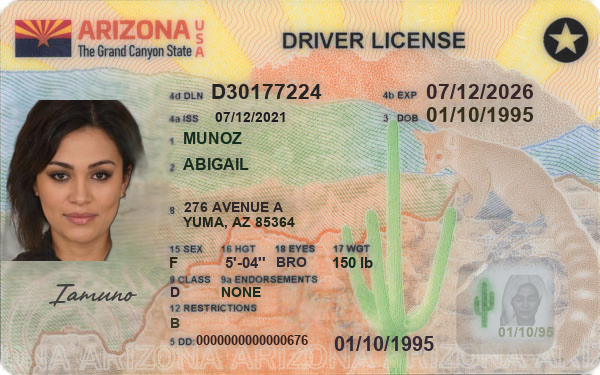 ARIZONA USA
The Grand Canyon State
DRIVER LICENSE
4d DLN D30177224
4b EXP 07/12/2026
4a ISS 07/12/2021
3 DOB 01/10/1995
1 MUNOZ
2 ABIGAIL
8 276 AVENUE A
YUMA, AZ 85364
15 SEX 16 HGT 18 EYES 17 WGT
F 5'-04" BRO 150 lb
9 CLASS 9a ENDORSEMENTS
D NONE
12 RESTRICTIONS
B
Iamuno
5 DD: 0000000000000676
01/10/1995
01/10/95
ONA ARIZONA ARIZONA ARIZONA ARIZONA